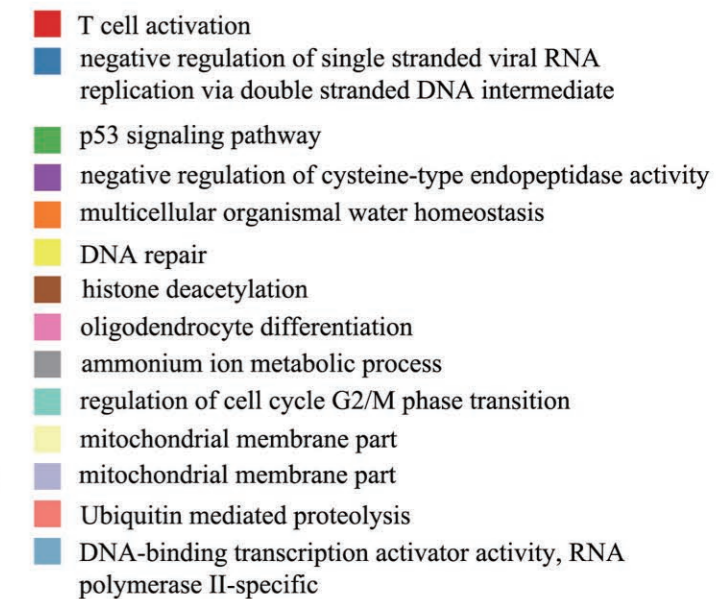 T cell activation
negative regulation of single stranded viral RNA
replication via double stranded DNA intermediate
p53 signaling pathway
negative regulation of cysteine-type endopeptidase activity
multicellular organismal water homeostasis
DNA repair
histone deacetylation
oligodendrocyte differentiation
ammonium ion metabolic process
regulation of cell cycle G2/M phase transition
mitochondrial membrane part
mitochondrial membrane part
Ubiquitin mediated proteolysis
DNA-binding transcription activator activity, RNA
polymerase II-specific